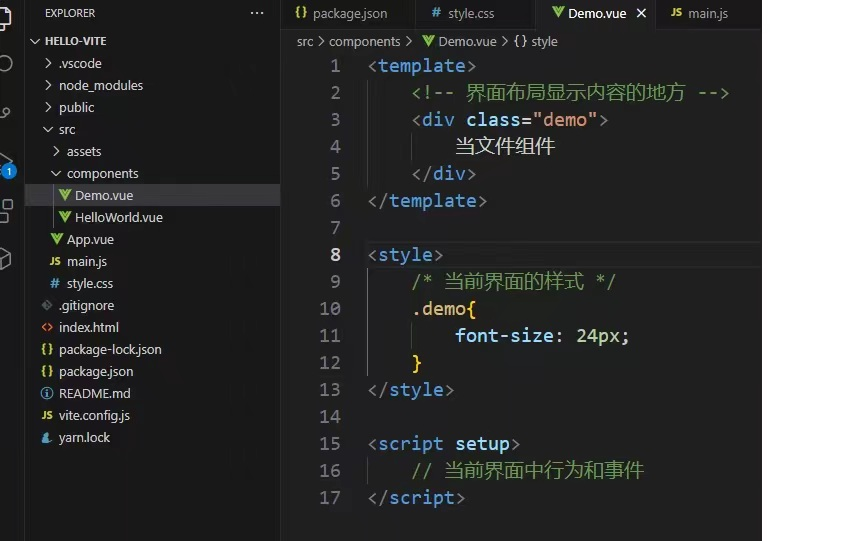 EXPLORER
HELLO-VITE
.vscode
node_modules
public
src
assets
components
Demo.vue
HelloWorld.vue
App.vue
JS main.js
# style.css
.gitignore
<> index.html
{} package-lock.json
{} package.json
README.md
JS vite.config.js
yarn.lock
1
{} package.json # style.css Demo.vue × JS main.js
src > components > Demo.vue > {} style
1 <template>
2 <!-- 界面布局显示内容的地方 -->
3 <div class="demo">
4 当文件组件
5 </div>
6 </template>
7
8 <style>
9 /* 当前界面的样式 */
10 .demo{
11 font-size: 24px;
12 }
13 </style>
14
15 <script setup>
16 // 当前界面中行为和事件
17 </script>